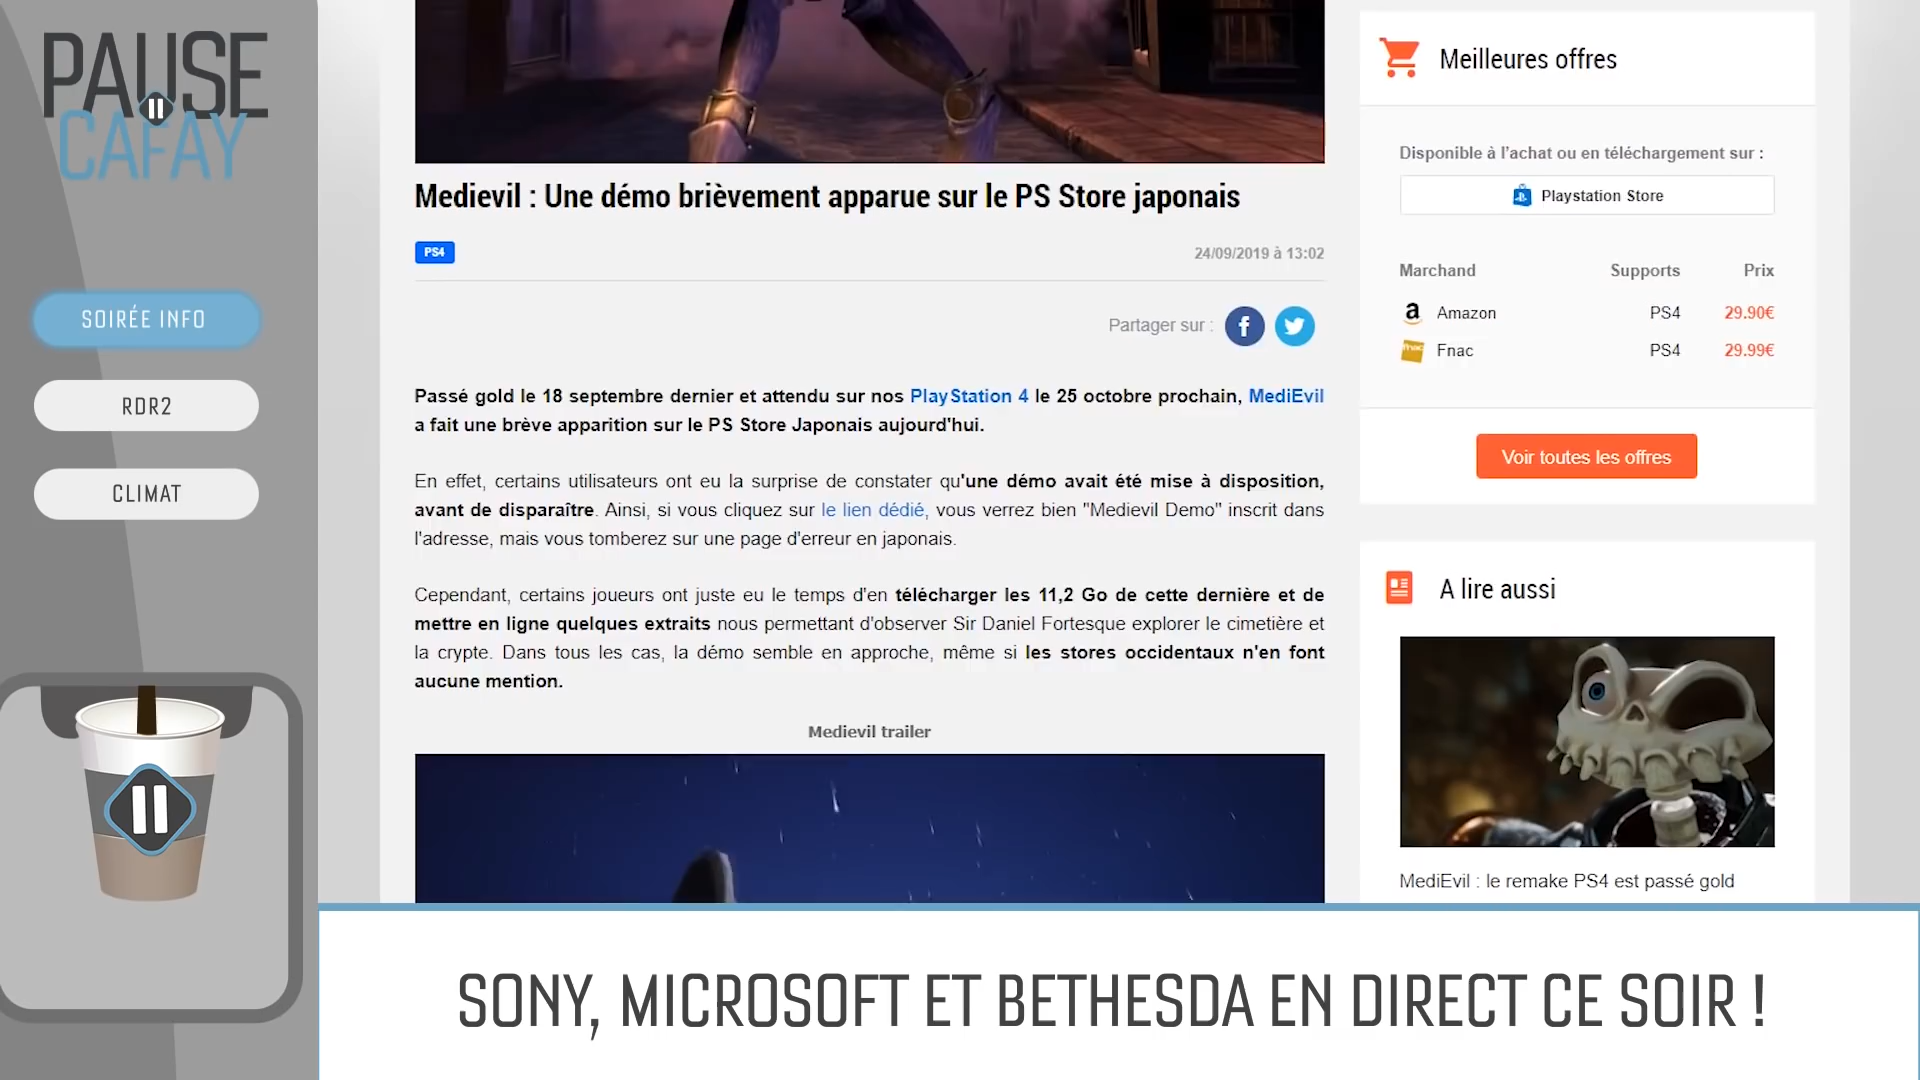 PAUSE
CAFAY
SOIRÉE INFO
RDR2
CLIMAT
Medievil : Une démo brièvement apparue sur le PS Store japonais
PS4
24/09/2019 à 13:02
Partager sur :
Passé gold le 18 septembre dernier et attendu sur nos PlayStation 4 le 25 octobre prochain, MediEvil
a fait une brève apparition sur le PS Store Japonais aujourd'hui.
En effet, certains utilisateurs ont eu la surprise de constater qu'une démo avait été mise à disposition,
avant de disparaître. Ainsi, si vous cliquez sur le lien dédié, vous verrez bien "Medievil Demo" inscrit dans
l'adresse, mais vous tomberez sur une page d'erreur en japonais.
Cependant, certains joueurs ont juste eu le temps d'en télécharger les 11,2 Go de cette dernière et de
mettre en ligne quelques extraits nous permettant d'observer Sir Daniel Fortesque explorer le cimetière et
la crypte. Dans tous les cas, la démo semble en approche, même si les stores occidentaux n'en font
aucune mention.
Medievil trailer
Meilleures offres
Disponible à l'achat ou en téléchargement sur :
Playstation Store
Marchand Supports Prix
Amazon PS4 29.90€
fnac Fnac PS4 29.99€
Voir toutes les offres
A lire aussi
MediEvil : le remake PS4 est passé gold
SONY, MICROSOFT ET BETHESDA EN DIRECT CE SOIR !